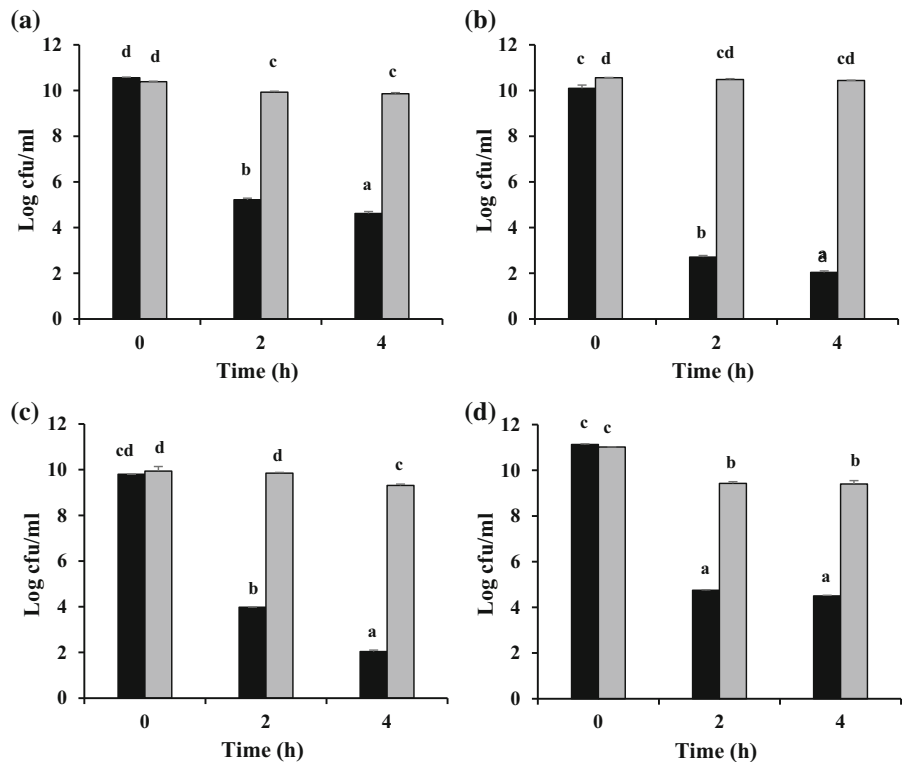 (a)
12
10
8
6
4
2
0
Log cfu/ml
d d
b c
a c
0 2 4
Time (h)
(b)
12
10
8
6
4
2
0
Log cfu/ml
c d
b cd
a cd
0 2 4
Time (h)
(c)
12
10
8
6
4
2
0
Log cfu/ml
cd d
b d
a c
0 2 4
Time (h)
(d)
12
10
8
6
4
2
0
Log cfu/ml
c c
a b
a b
0 2 4
Time (h)